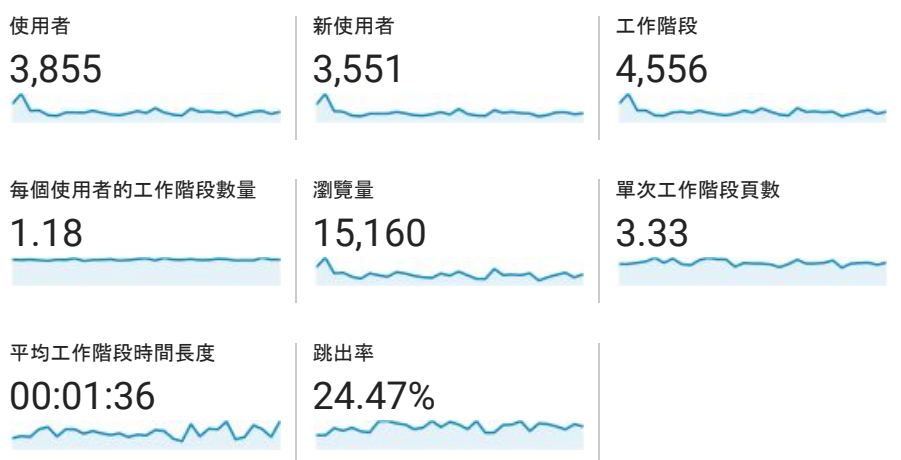 使用者
3,855
新使用者
3,551
工作階段
4,556
每個使用者的工作階段數量
1.18
瀏覽量
15,160
單次工作階段頁數
3.33
平均工作階段時間長度
00:01:36
跳出率
24.47%